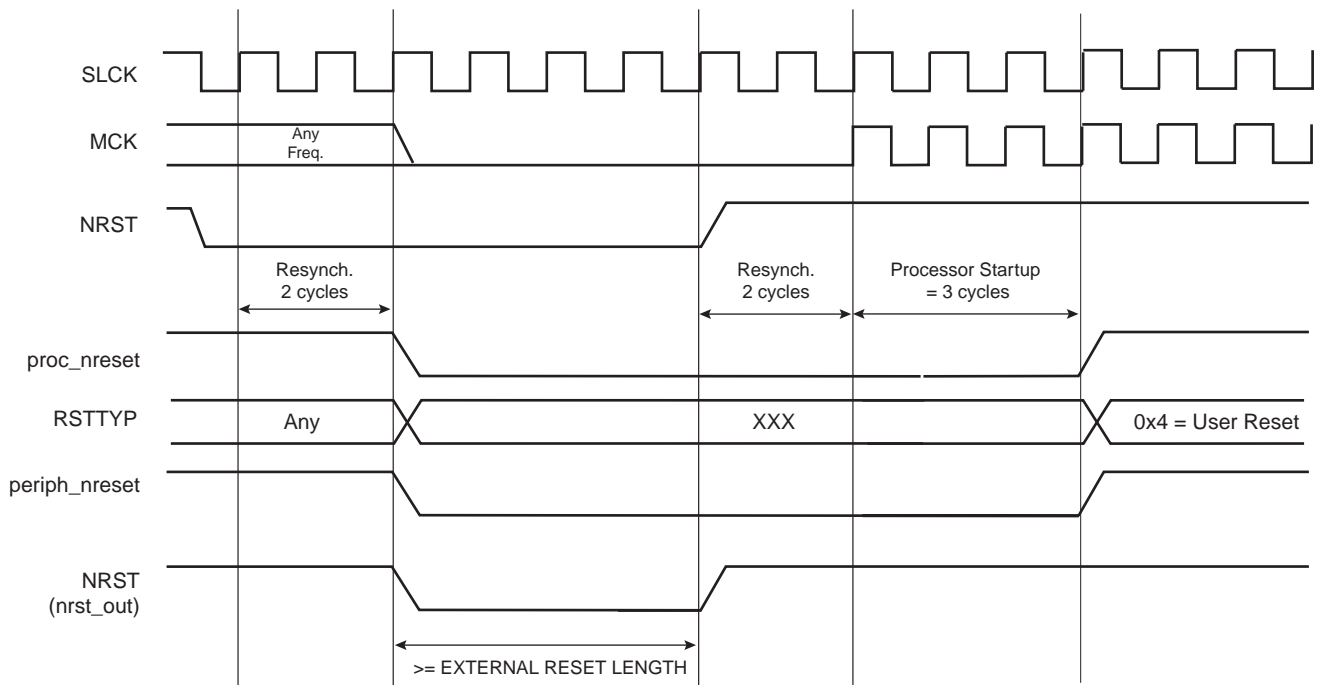 SLCK
MCK
Any
Freq.
NRST
Resynch.
2 cycles
Resynch.
2 cycles
Processor Startup
= 3 cycles
proc_nreset
RSTTYP
Any
XXX
0x4 = User Reset
periph_nreset
NRST
(nrst_out)
>= EXTERNAL RESET LENGTH